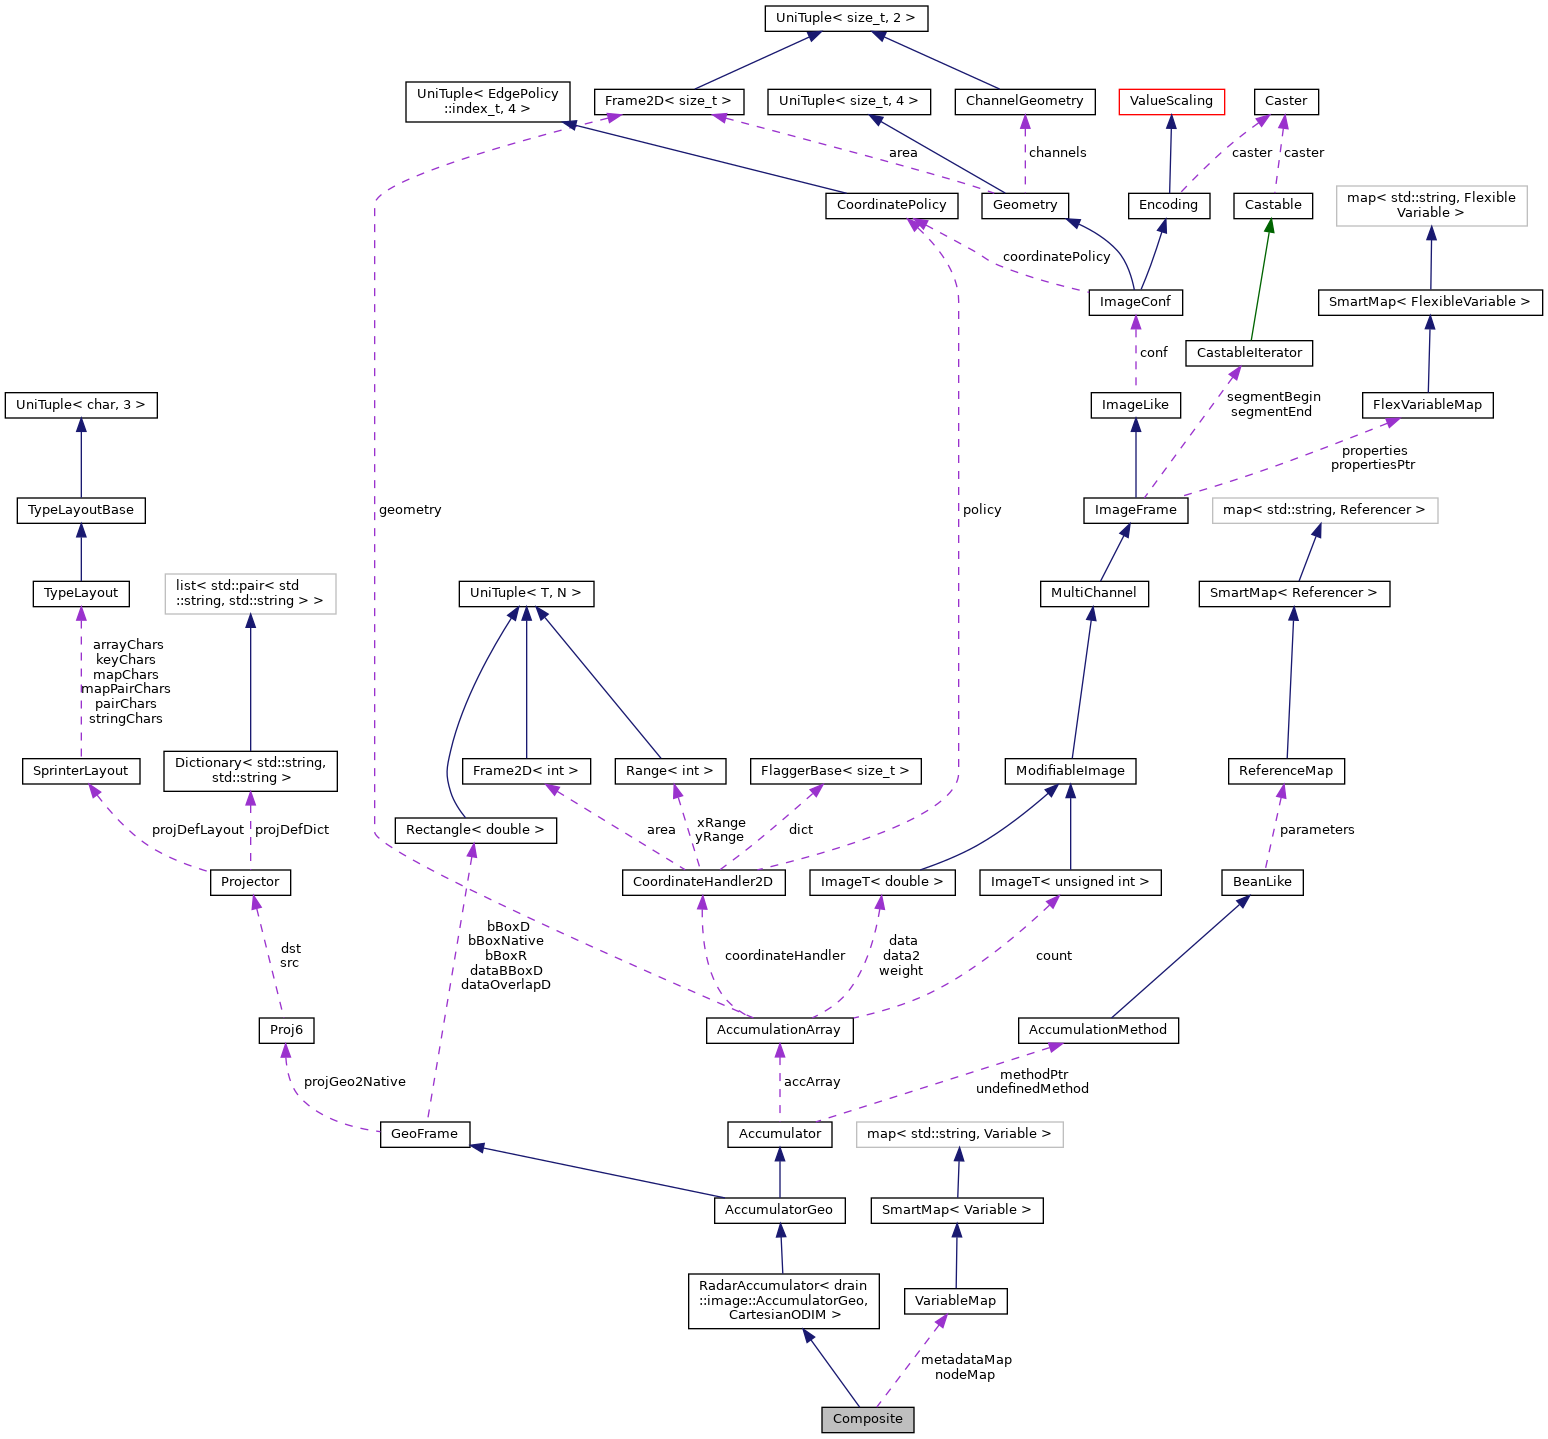 UniTuple< size_t, 2 >
UniTuple< EdgePolicy
::index_t, 4 >
Frame2D< size_t >
UniTuple< size_t, 4 >
ChannelGeometry
ValueScaling
Caster
area
channels
caster
caster
CoordinatePolicy
Geometry
Encoding
Castable
map< std::string, Flexible
Variable >
coordinatePolicy
ImageConf
SmartMap< FlexibleVariable >
conf
CastableIterator
UniTuple< char, 3 >
ImageLike
segmentBegin
segmentEnd
FlexVariableMap
properties
propertiesPtr
TypeLayoutBase
geometry
policy
ImageFrame
map< std::string, Referencer >
TypeLayout
list< std::pair< std
::string, std::string > >
UniTuple< T, N >
MultiChannel
SmartMap< Referencer >
arrayChars
keyChars
mapChars
mapPairChars
pairChars
stringChars
SprinterLayout
Dictionary< std::string,
std::string >
Frame2D< int >
Range< int >
FlaggerBase< size_t >
ModifiableImage
ReferenceMap
projDefLayout
projDefDict
Rectangle< double >
area
xRange
yRange
dict
parameters
Projector
CoordinateHandler2D
ImageT< double >
ImageT< unsigned int >
BeanLike
dst
src
bBoxD
bBoxNative
bBoxR
dataBBoxD
dataOverlapD
coordinateHandler
data
data2
weight
count
Proj6
AccumulationArray
AccumulationMethod
projGeo2Native
accArray
methodPtr
undefinedMethod
GeoFrame
Accumulator
map< std::string, Variable >
AccumulatorGeo
SmartMap< Variable >
RadarAccumulator< drain
::image::AccumulatorGeo,
CartesianODIM >
VariableMap
metadataMap
nodeMap
Composite